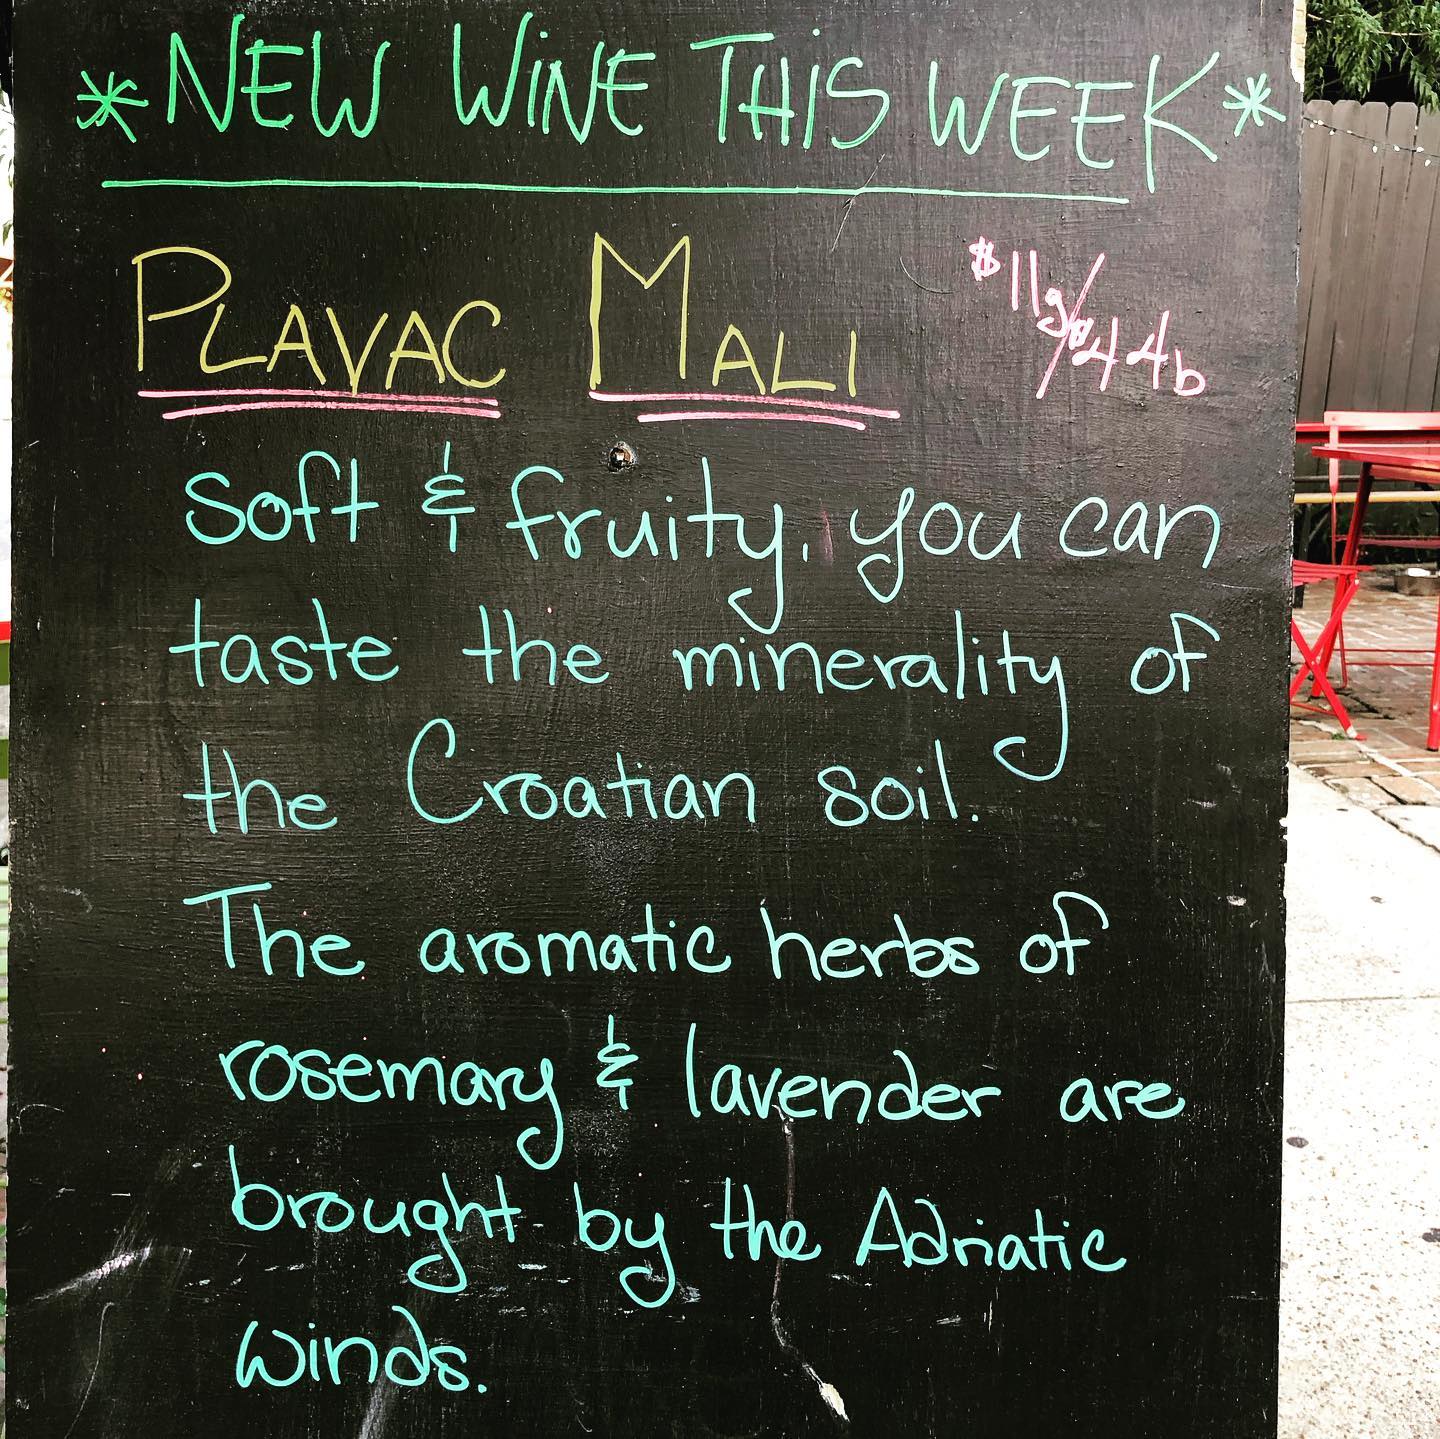 *NEW WINE THIS WEEK*
PLAVAC MALI $11g/$44b
Soft & fruity, you can
taste the minerality of
the Croatian soil.
The aromatic herbs of
rosemary & lavender are
brought by the Adriatic
winds.